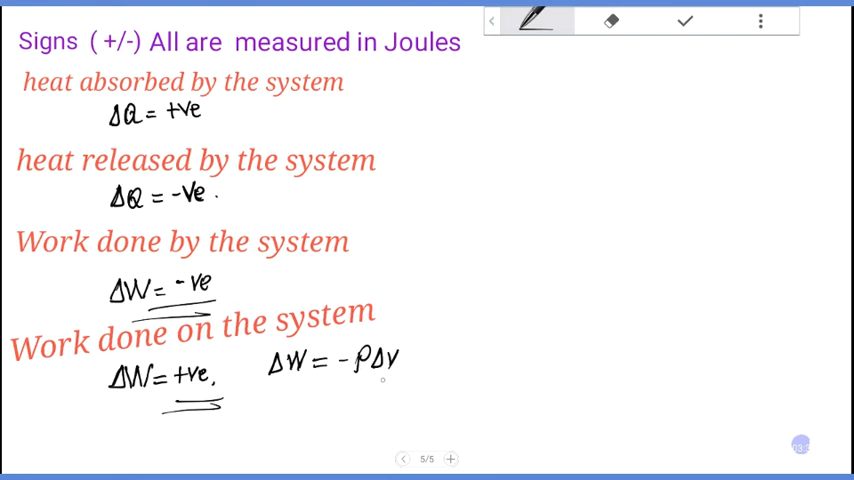 Signs (+/-) All are measured in Joules
heat absorbed by the system
ΔQ = +ve
heat released by the system
ΔQ = -ve.
Work done by the system
ΔW = -ve
Work done on the system
ΔW = +ve. ΔW = -PΔV
5/5